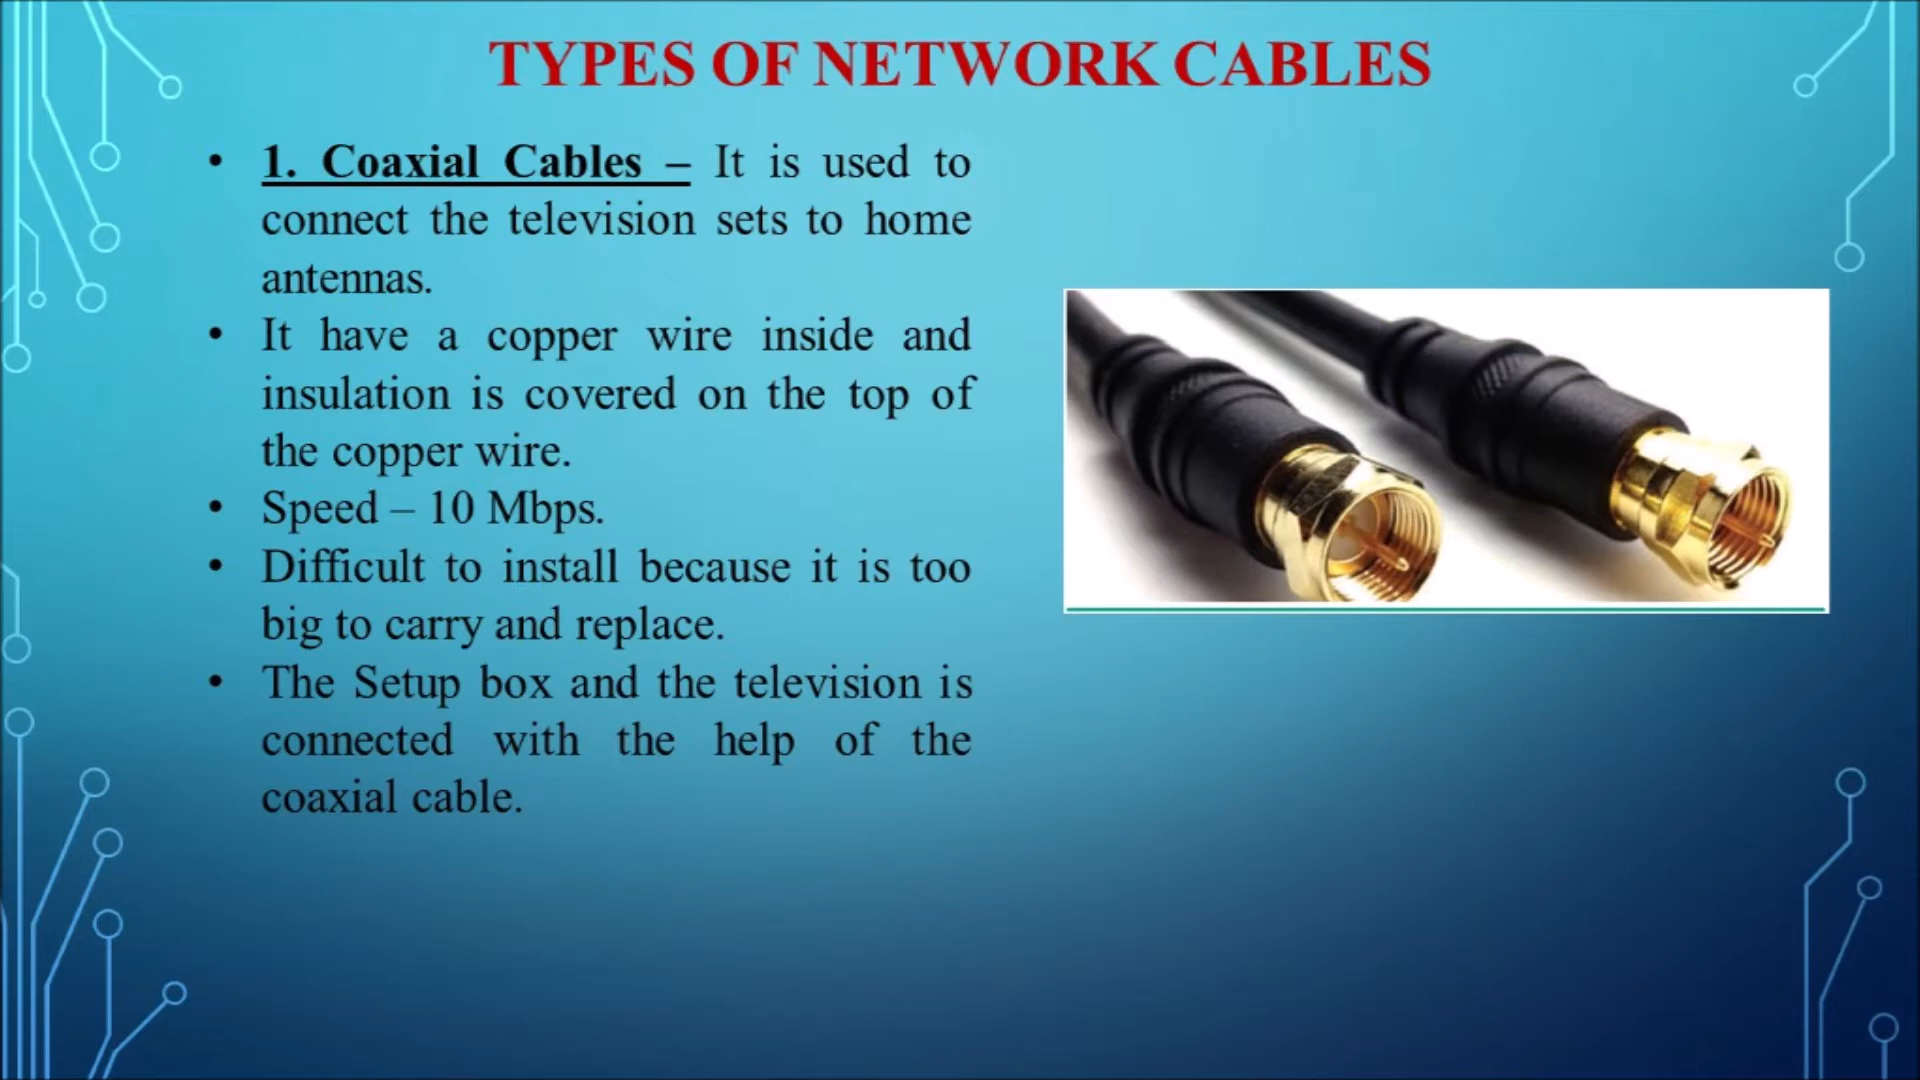 TYPES OF NETWORK CABLES
• 1. Coaxial Cables – It is used to
connect the television sets to home
antennas.
• It have a copper wire inside and
insulation is covered on the top of
the copper wire.
• Speed – 10 Mbps.
• Difficult to install because it is too
big to carry and replace.
• The Setup box and the television is
connected with the help of the
coaxial cable.